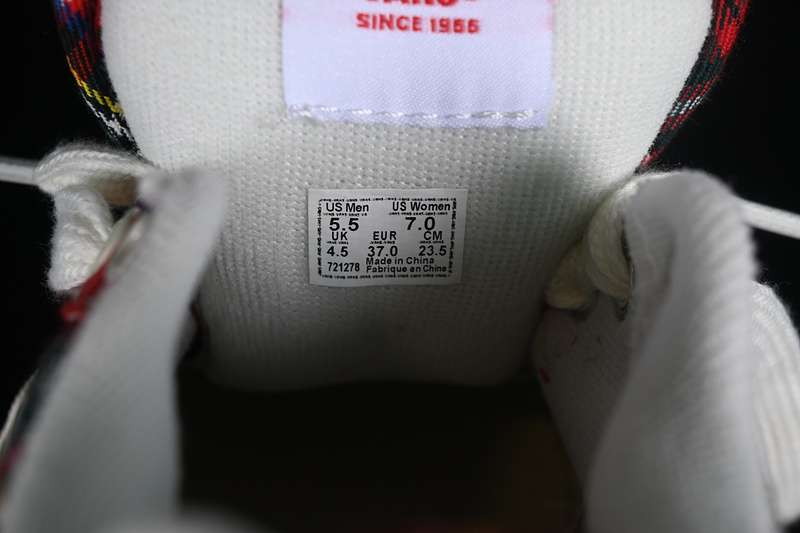 SINCE 1966
US Men US Women
5.5 7.0
UK EUR CM
4.5 37.0 23.5
721278 Made in China
Fabrique en Chine